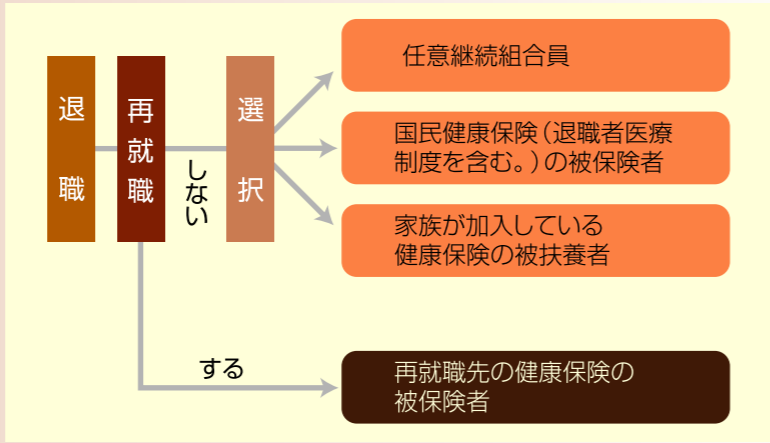 退職
再就職
しない
選択
任意継続組合員
国民健康保険（退職者医療
制度を含む。）の被保険者
家族が加入している
健康保険の被扶養者
する
再就職先の健康保険の
被保険者